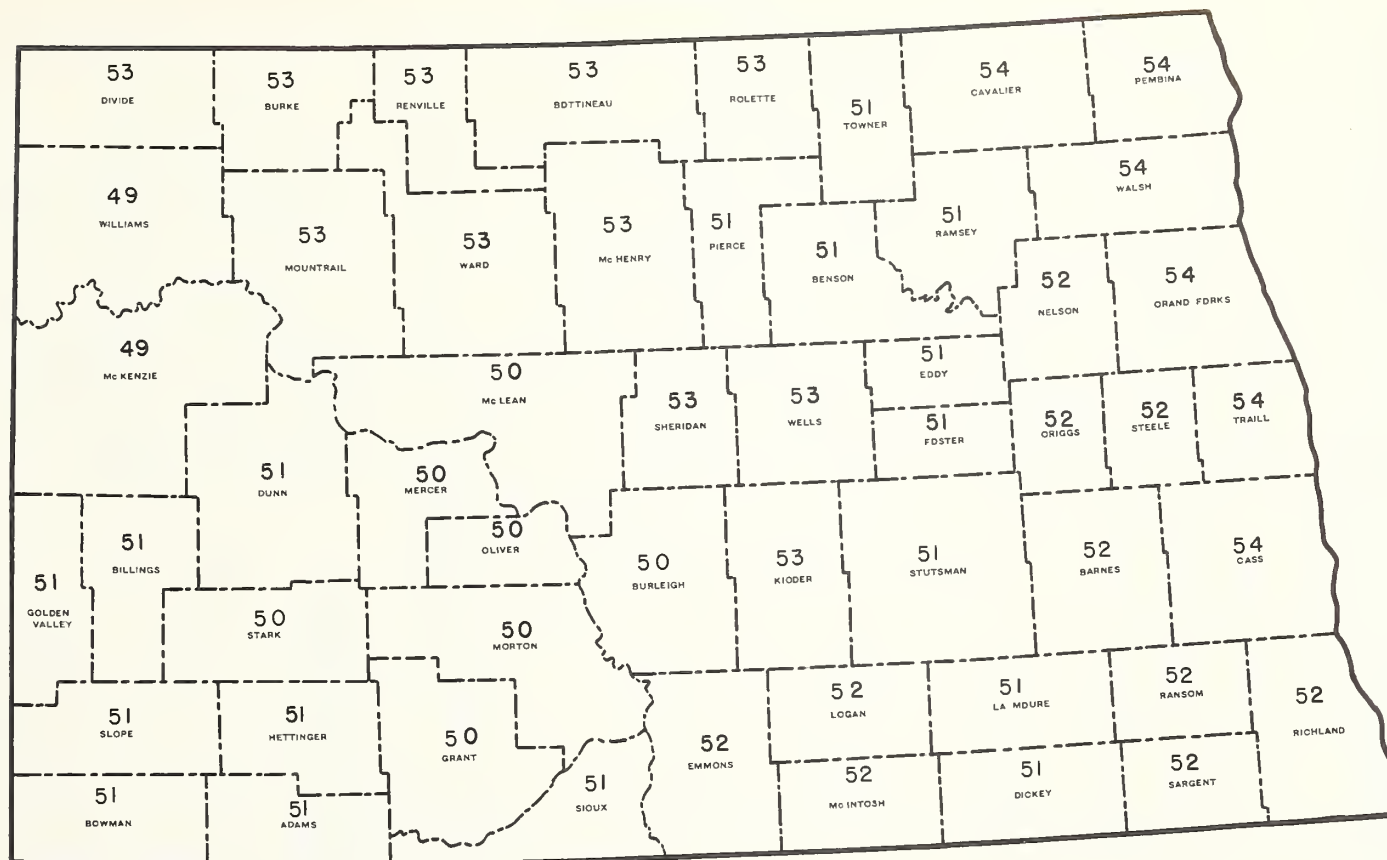 53
DIVIDE
53
BURKE
53
RENVILLE
53
BOTTINEAU
53
ROLETTE
51
TOWNER
54
CAVALIER
54
PEMBINA
49
WILLIAMS
53
MOUNTRAIL
53
WARD
53
Mc HENRY
51
PIERCE
51
BENSON
51
RAMSEY
54
WALSH
52
NELSON
54
ORAND FORKS
49
Mc KENZIE
50
Mc LEAN
53
SHERIDAN
53
WELLS
51
EDDY
51
FOSTER
52
ORIGGS
52
STEELE
54
TRAILL
51
DUNN
50
MERCER
50
OLIVER
51
GOLDEN
VALLEY
51
BILLINGS
50
STARK
50
MORTON
50
BURLEIGH
53
KIODER
51
STUTSMAN
52
BARNES
54
CASS
51
SLOPE
51
HETTINGER
50
GRANT
51
SIOUX
52
EMMONS
52
LOGAN
51
LA MOURE
52
RANSOM
52
RICHLAND
51
BOWMAN
51
ADAMS
52
Mc INTOSH
51
DICKEY
52
SARGENT